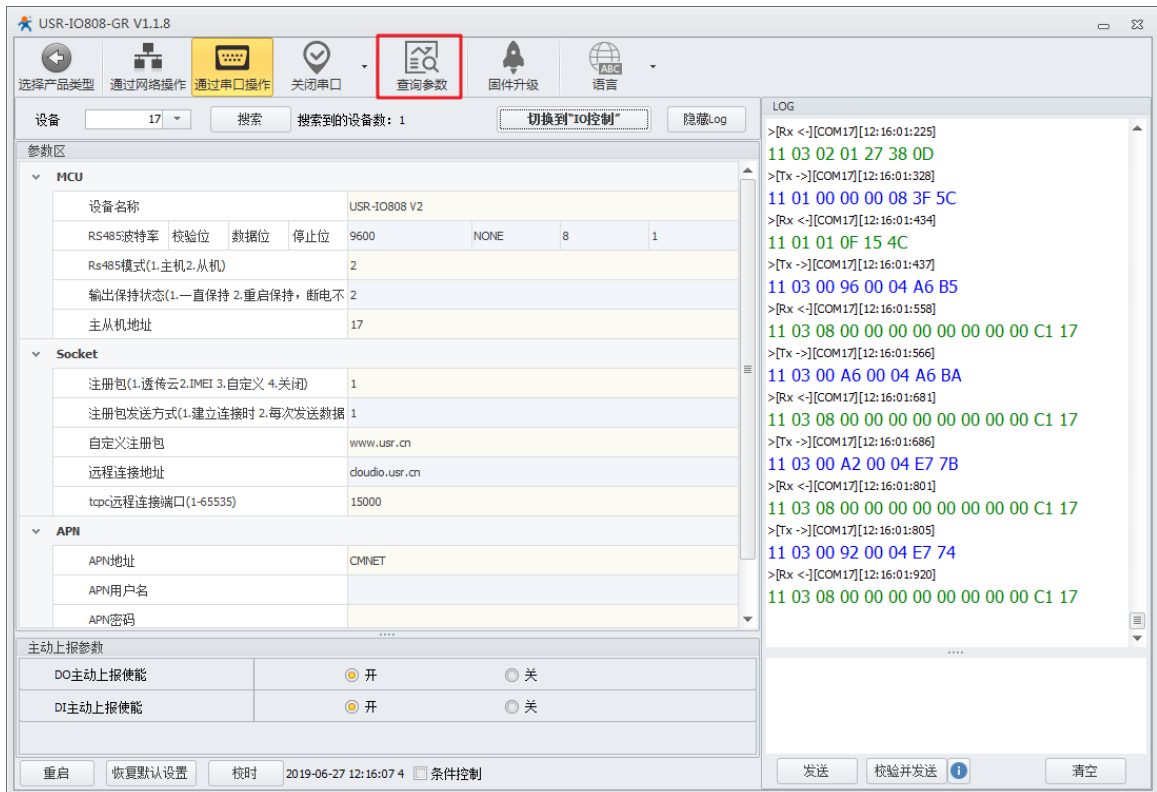 USR-IO808-GR V1.1.8
选择产品类型 通过网络操作 通过串口操作 关闭串口 查询参数 固件升级 ABC 语言
设备 17 搜索 搜索到的设备数: 1 切换到"IO控制" 隐藏Log
参数区
MCU
设备名称 USR-IO808 V2
RS485波特率 校验位 数据位 停止位 9600 NONE 8 1
Rs485模式(1.主机2.从机) 2
输出保持状态(1.一直保持 2.重启保持，断电不 2
主从机地址 17
Socket
注册包(1.透传云2.IMEI 3.自定义 4.关闭) 1
注册包发送方式(1.建立连接时 2.每次发送数据 1
自定义注册包 www.usr.cn
远程连接地址 cloudio.usr.cn
tcpc远程连接端口(1-65535) 15000
APN
APN地址 CMNET
APN用户名
APN密码
主动上报参数
DO主动上报使能 开 关
DI主动上报使能 开 关
重启 恢复默认设置 校时 2019-06-27 12:16:07 4 条件控制
LOG
>[Rx <-][COM17][12:16:01:225]
11 03 02 01 27 38 0D
>[Tx ->][COM17][12:16:01:328]
11 01 00 00 00 08 3F 5C
>[Rx <-][COM17][12:16:01:434]
11 01 01 0F 15 4C
>[Tx ->][COM17][12:16:01:437]
11 03 00 96 00 04 A6 B5
>[Rx <-][COM17][12:16:01:558]
11 03 08 00 00 00 00 00 00 00 00 C1 17
>[Tx ->][COM17][12:16:01:566]
11 03 00 A6 00 04 A6 BA
>[Rx <-][COM17][12:16:01:681]
11 03 08 00 00 00 00 00 00 00 00 C1 17
>[Tx ->][COM17][12:16:01:686]
11 03 00 A2 00 04 E7 7B
>[Rx <-][COM17][12:16:01:801]
11 03 08 00 00 00 00 00 00 00 00 C1 17
>[Tx ->][COM17][12:16:01:805]
11 03 00 92 00 04 E7 74
>[Rx <-][COM17][12:16:01:920]
11 03 08 00 00 00 00 00 00 00 00 C1 17
发送 校验并发送 清空